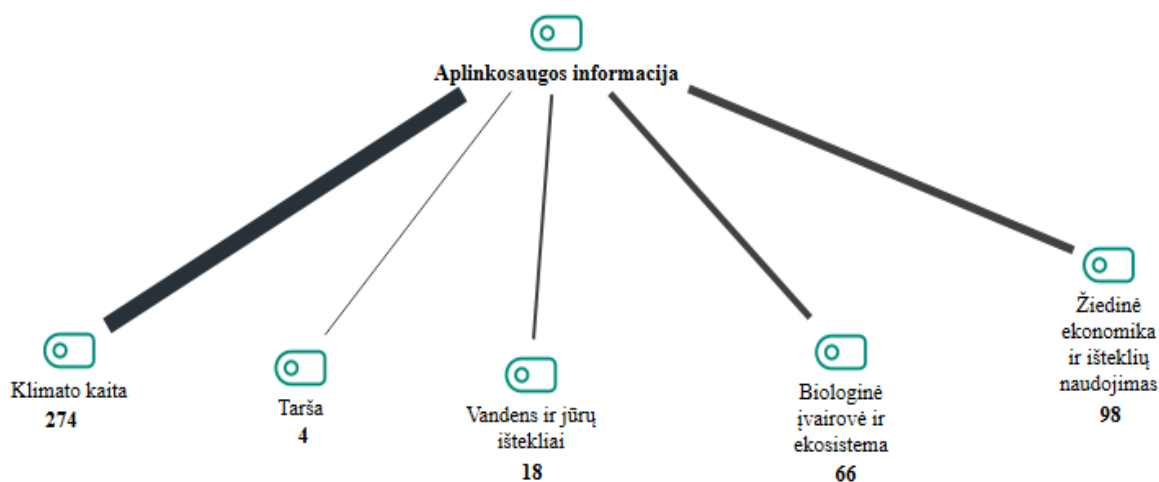 Aplinkosaugos informacija
Klimato kaita
274
Tarša
4
Vandens ir jūrų
ištekliai
18
Biologinė
įvairovė ir
ekosistema
66
Žiedinė
ekonomika
ir išteklių
naudojimas
98